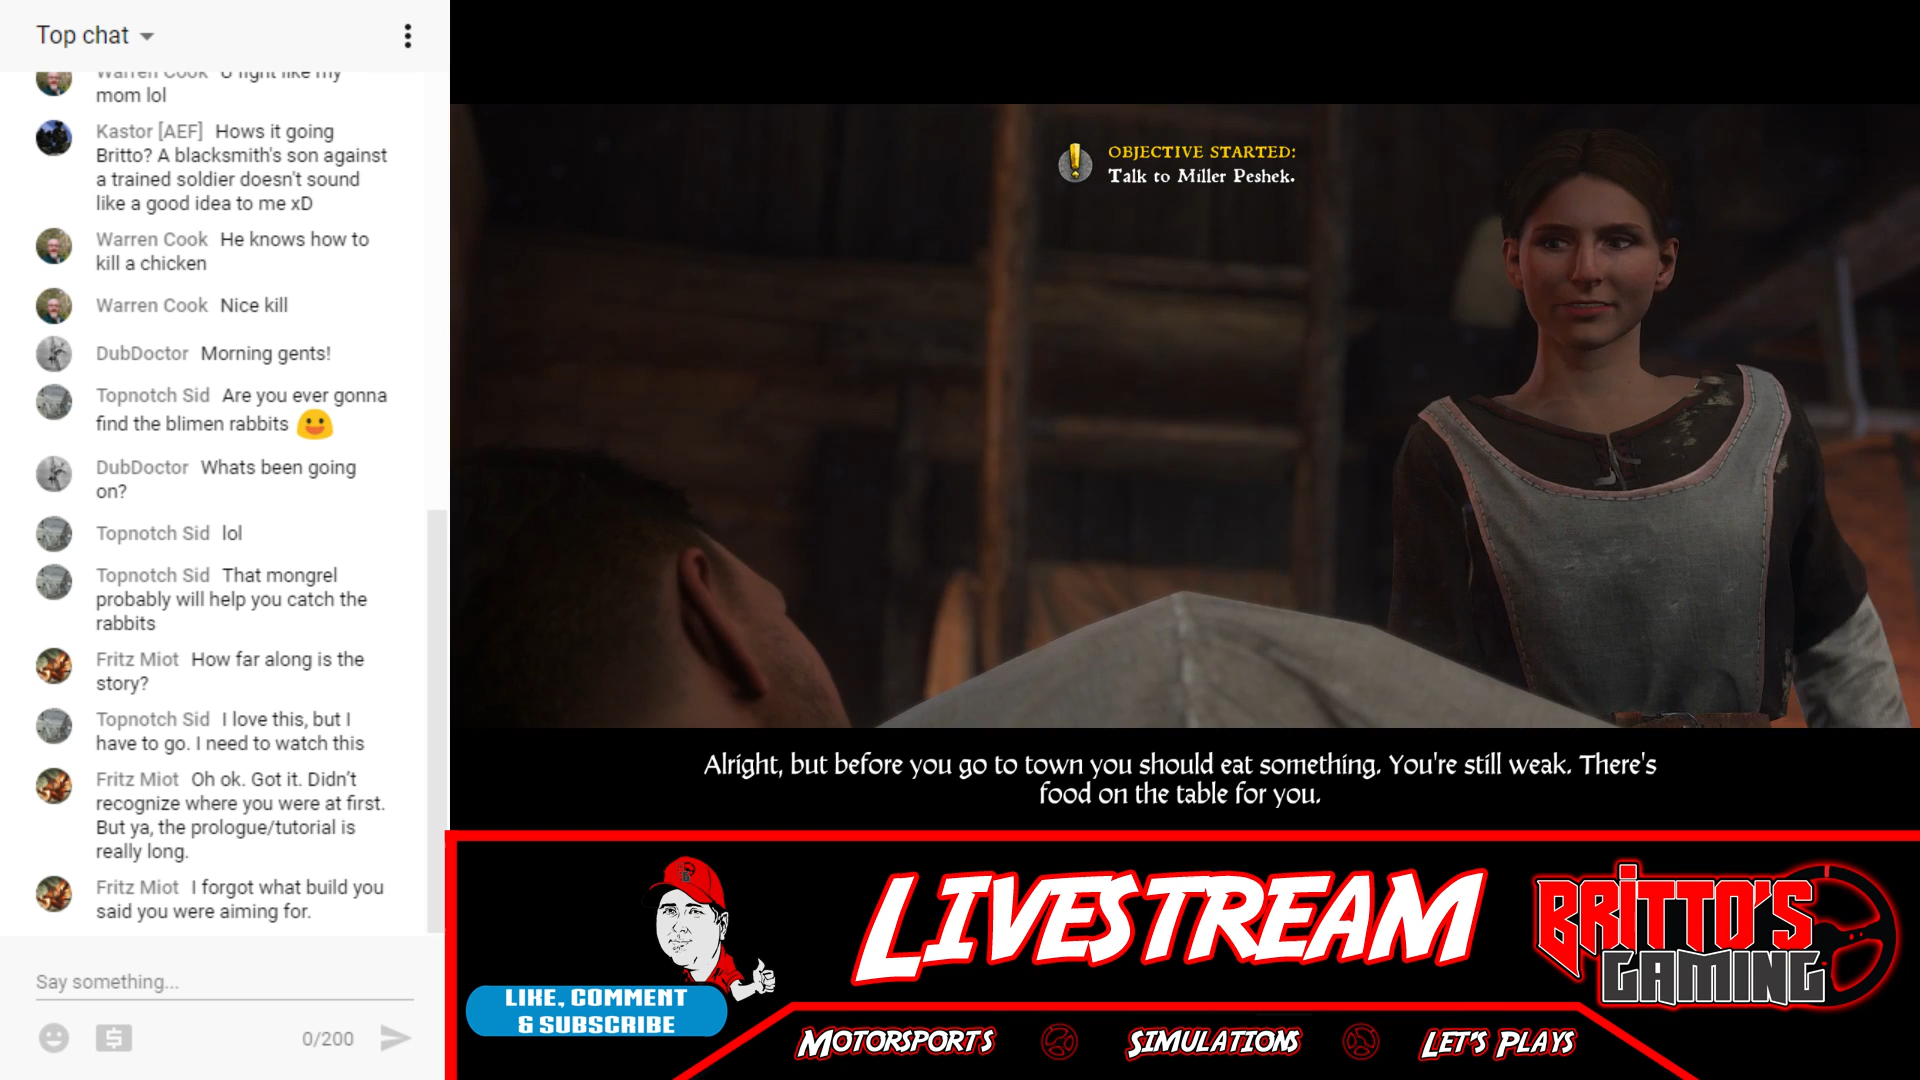 Top chat
Warren Cook U fight like my
mom lol
Kastor [AEF] Hows it going
Britto? A blacksmith's son against
a trained soldier doesn't sound
like a good idea to me xD
Warren Cook He knows how to
kill a chicken
Warren Cook Nice kill
DubDoctor Morning gents!
Topnotch Sid Are you ever gonna
find the blimen rabbits
DubDoctor Whats been going
on?
Topnotch Sid lol
Topnotch Sid That mongrel
probably will help you catch the
rabbits
Fritz Miot How far along is the
story?
Topnotch Sid I love this, but I
have to go. I need to watch this
Fritz Miot Oh ok. Got it. Didn't
recognize where you were at first.
But ya, the prologue/tutorial is
really long.
Fritz Miot I forgot what build you
said you were aiming for.
Say something...
0/200
OBJECTIVE STARTED:
Talk to Miller Peshek.
Alright, but before you go to town you should eat something. You're still weak. There's
food on the table for you.
LIKE, COMMENT
& SUBSCRIBE
LIVESTREAM
BRITTO'S
GAMING
MOTORSPORTS
SIMULATIONS
LET'S PLAYS